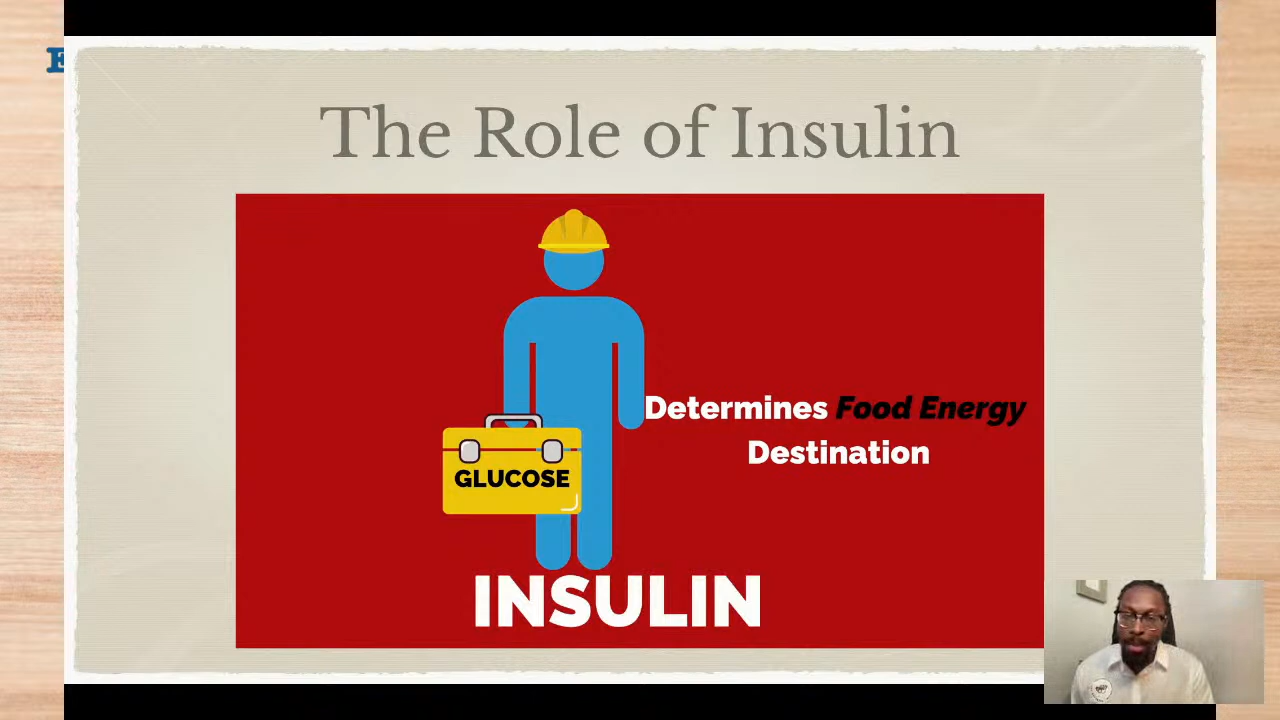 E
The Role of Insulin
Determines Food Energy
Destination
GLUCOSE
INSULIN